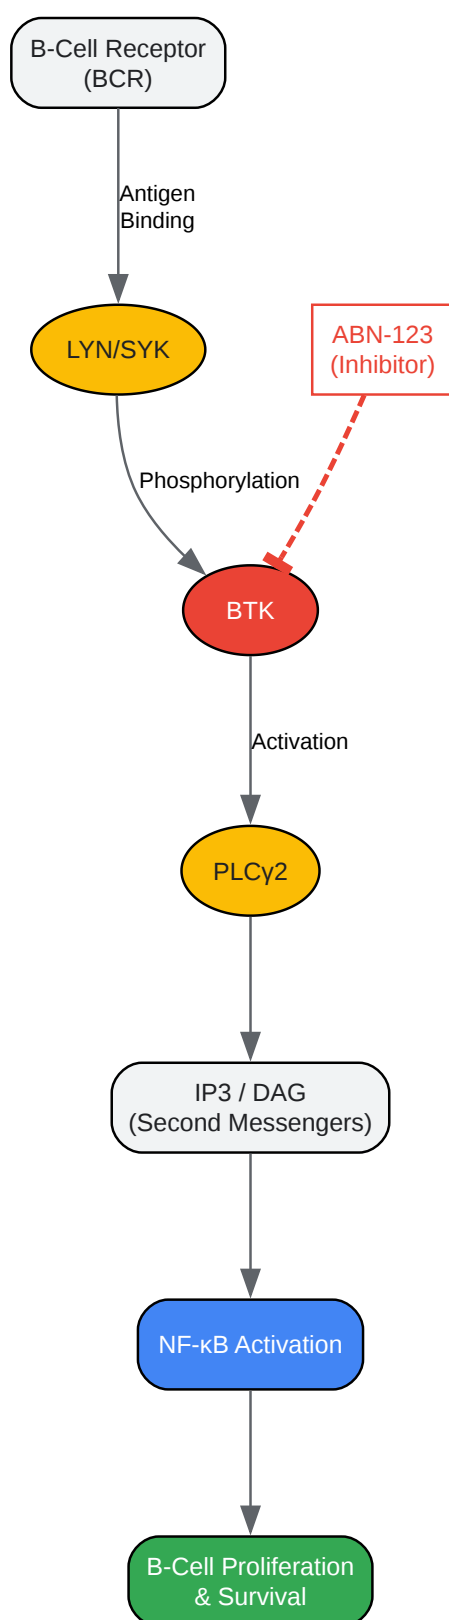 B-Cell Receptor
(BCR)
Antigen
Binding
LYN/SYK
ABN-123
(Inhibitor)
Phosphorylation
BTK
Activation
PLCγ2
IP3 / DAG
(Second Messengers)
NF-κB Activation
B-Cell Proliferation
& Survival